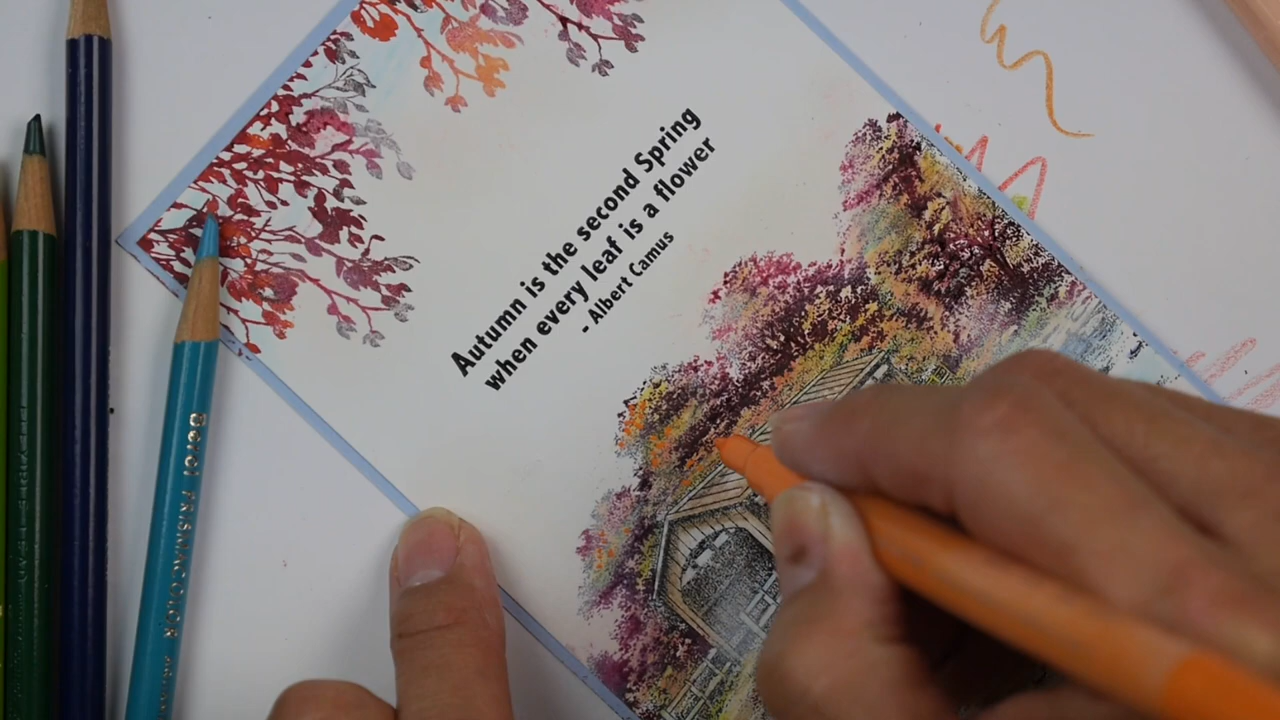 Autumn is the second Spring
when every leaf is a flower
- Albert Camus
Berol PRISMACOLOR